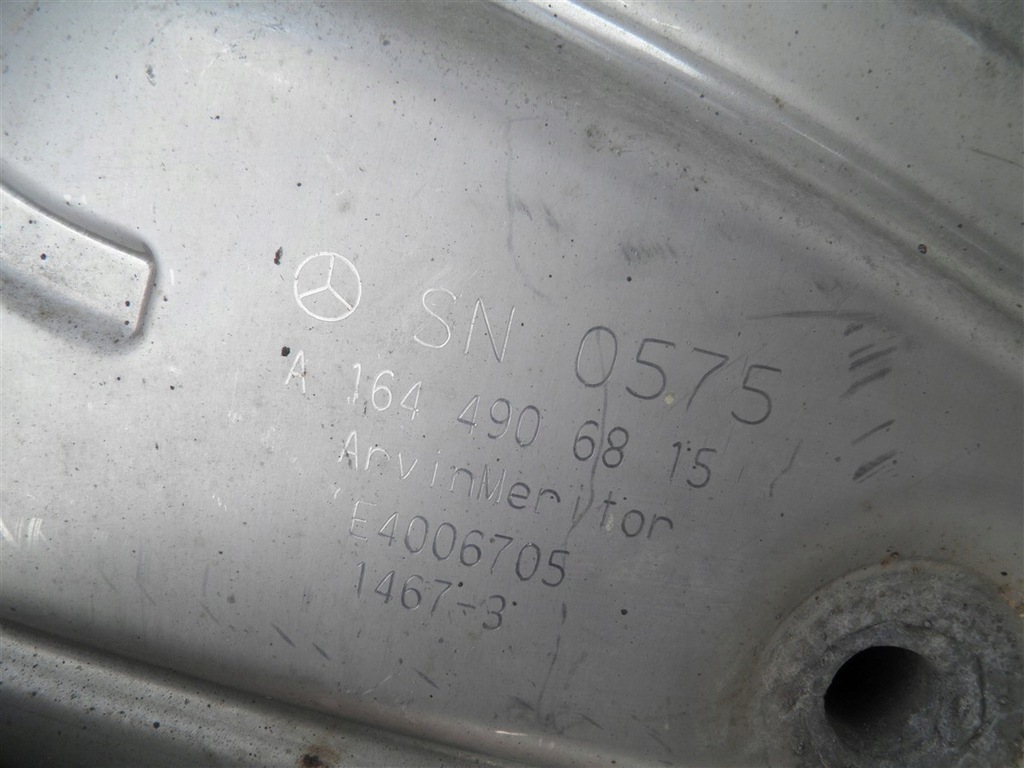 SN 0575
A 164 490 68 15
ArvinMeritor
E4006705
1467-3